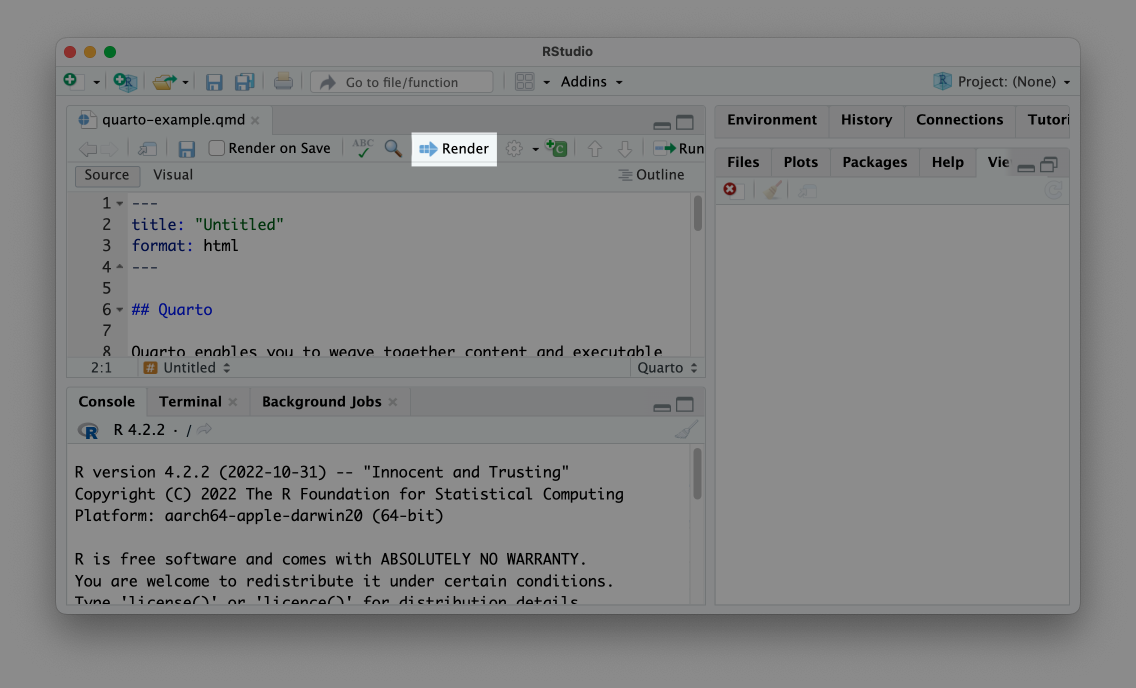 RStudio
Go to file/function
Addins
Project: (None)
quarto-example.qmd
Render on Save
ABC
Render
Run
Source
Visual
Outline
1 ---
2 title: "Untitled"
3 format: html
4 ---
5
6 ## Quarto
7
8 Quarto enables you to weave together content and executable
2:1
# Untitled
Quarto
Console
Terminal
Background Jobs
R R 4.2.2 · /
R version 4.2.2 (2022-10-31) -- "Innocent and Trusting"
Copyright (C) 2022 The R Foundation for Statistical Computing
Platform: aarch64-apple-darwin20 (64-bit)
R is free software and comes with ABSOLUTELY NO WARRANTY.
You are welcome to redistribute it under certain conditions.
Type 'license()' or 'licence()' for distribution details
Environment
History
Connections
Tutori
Files
Plots
Packages
Help
Vie